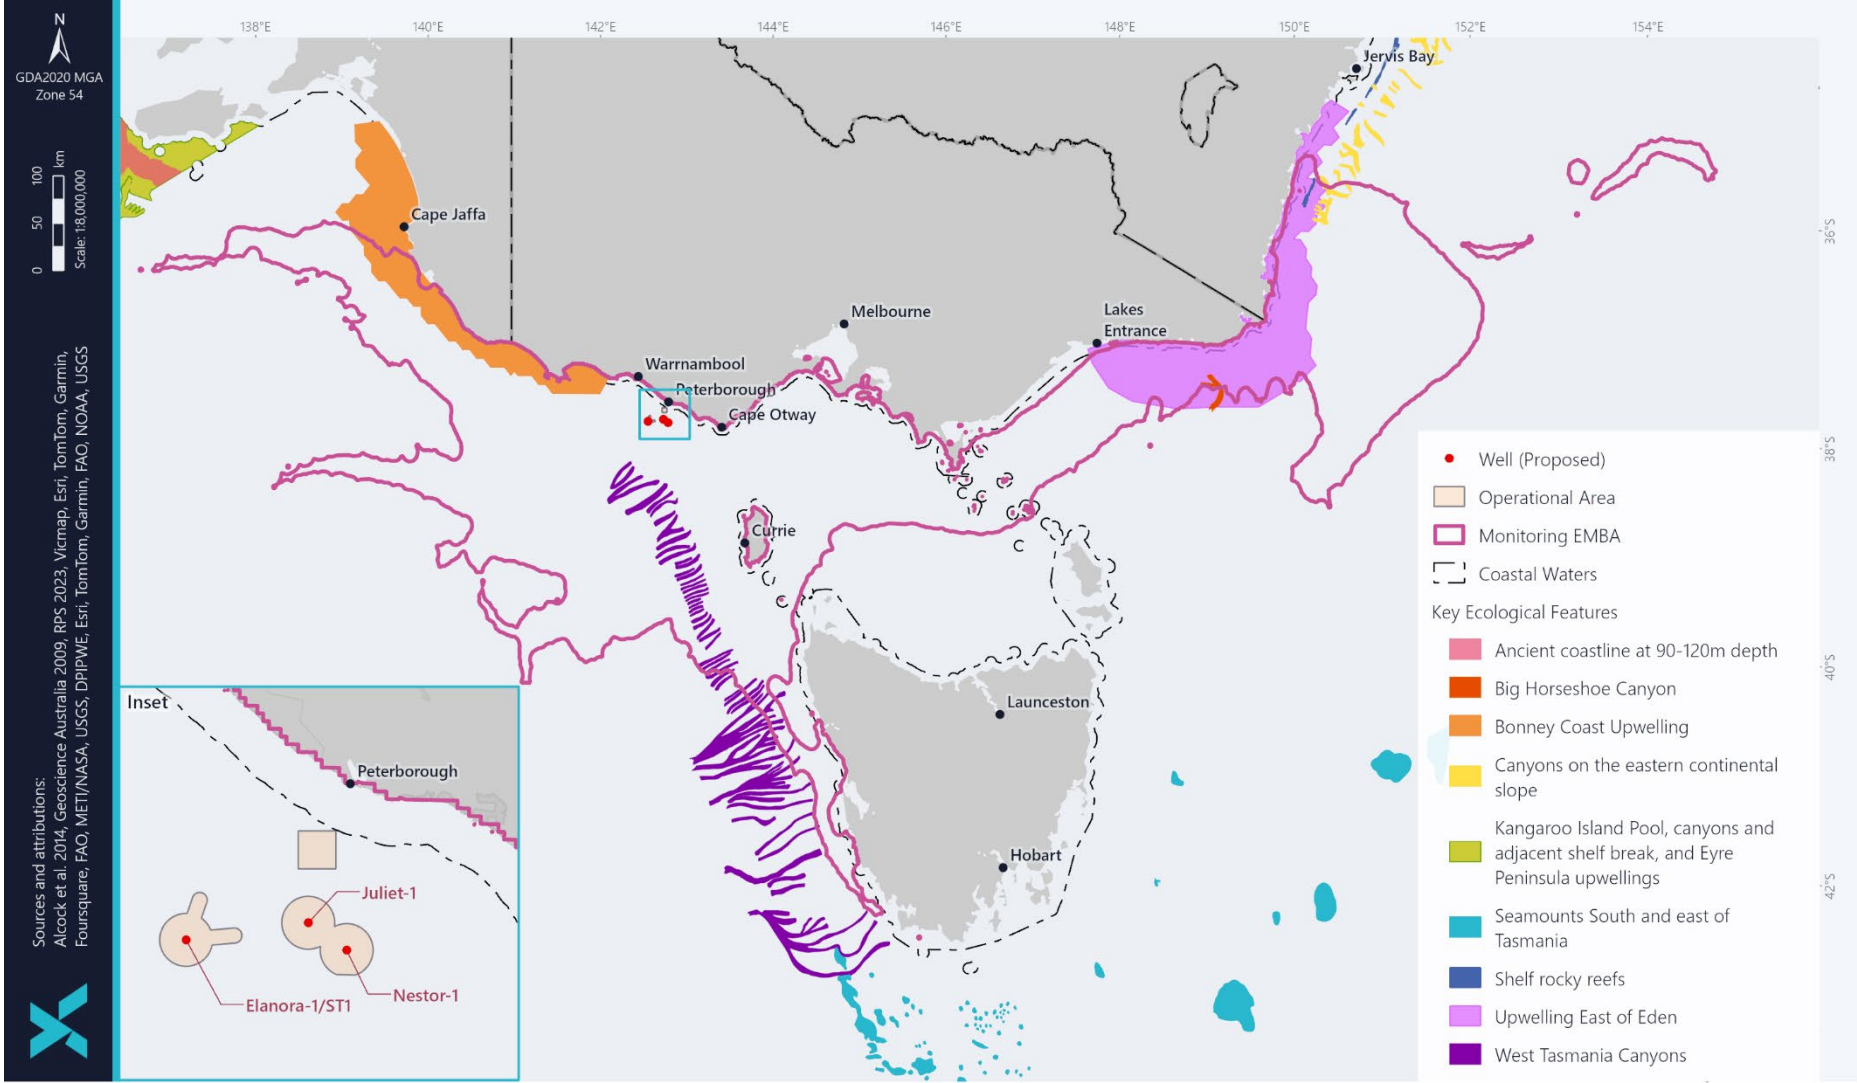 N
GDA2020 MGA
Zone 54
0 50 100
km
Scale: 1:8,000,000
Sources and attributions:
Alcock et al. 2014, Geoscience Australia 2009, RPS 2023, Vicmap, Esri, TomTom, Garmin,
Foursquare, FAO, METI/NASA, USGS, DPIPWE, Esri, TomTom, Garmin, FAO, NOAA, USGS
138°E
140°E
142°E
144°E
146°E
148°E
150°E
152°E
154°E
36°S
38°S
40°S
42°S
Jervis Bay
Cape Jaffa
Melbourne
Lakes
Entrance
Warrnambool
Peterborough
Cape Otway
Currie
Launceston
Hobart
Inset
Peterborough
Juliet-1
Nestor-1
Elanora-1/ST1
Well (Proposed)
Operational Area
Monitoring EMBA
Coastal Waters
Key Ecological Features
Ancient coastline at 90-120m depth
Big Horseshoe Canyon
Bonney Coast Upwelling
Canyons on the eastern continental
slope
Kangaroo Island Pool, canyons and
adjacent shelf break, and Eyre
Peninsula upwellings
Seamounts South and east of
Tasmania
Shelf rocky reefs
Upwelling East of Eden
West Tasmania Canyons